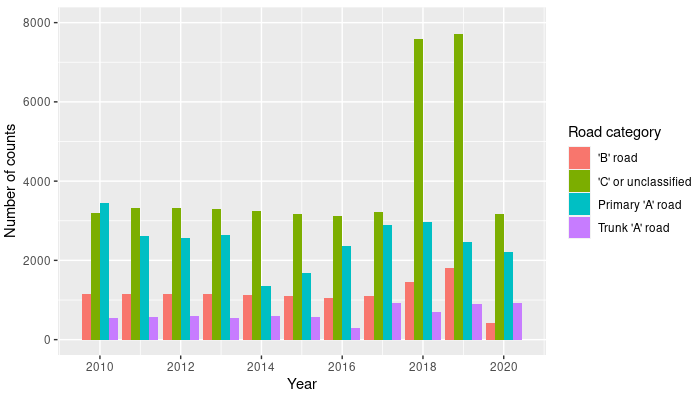 8000
6000
4000
2000
0
Number of counts
2010 2012 2014 2016 2018 2020
Year
Road category
'B' road
'C' or unclassified
Primary 'A' road
Trunk 'A' road